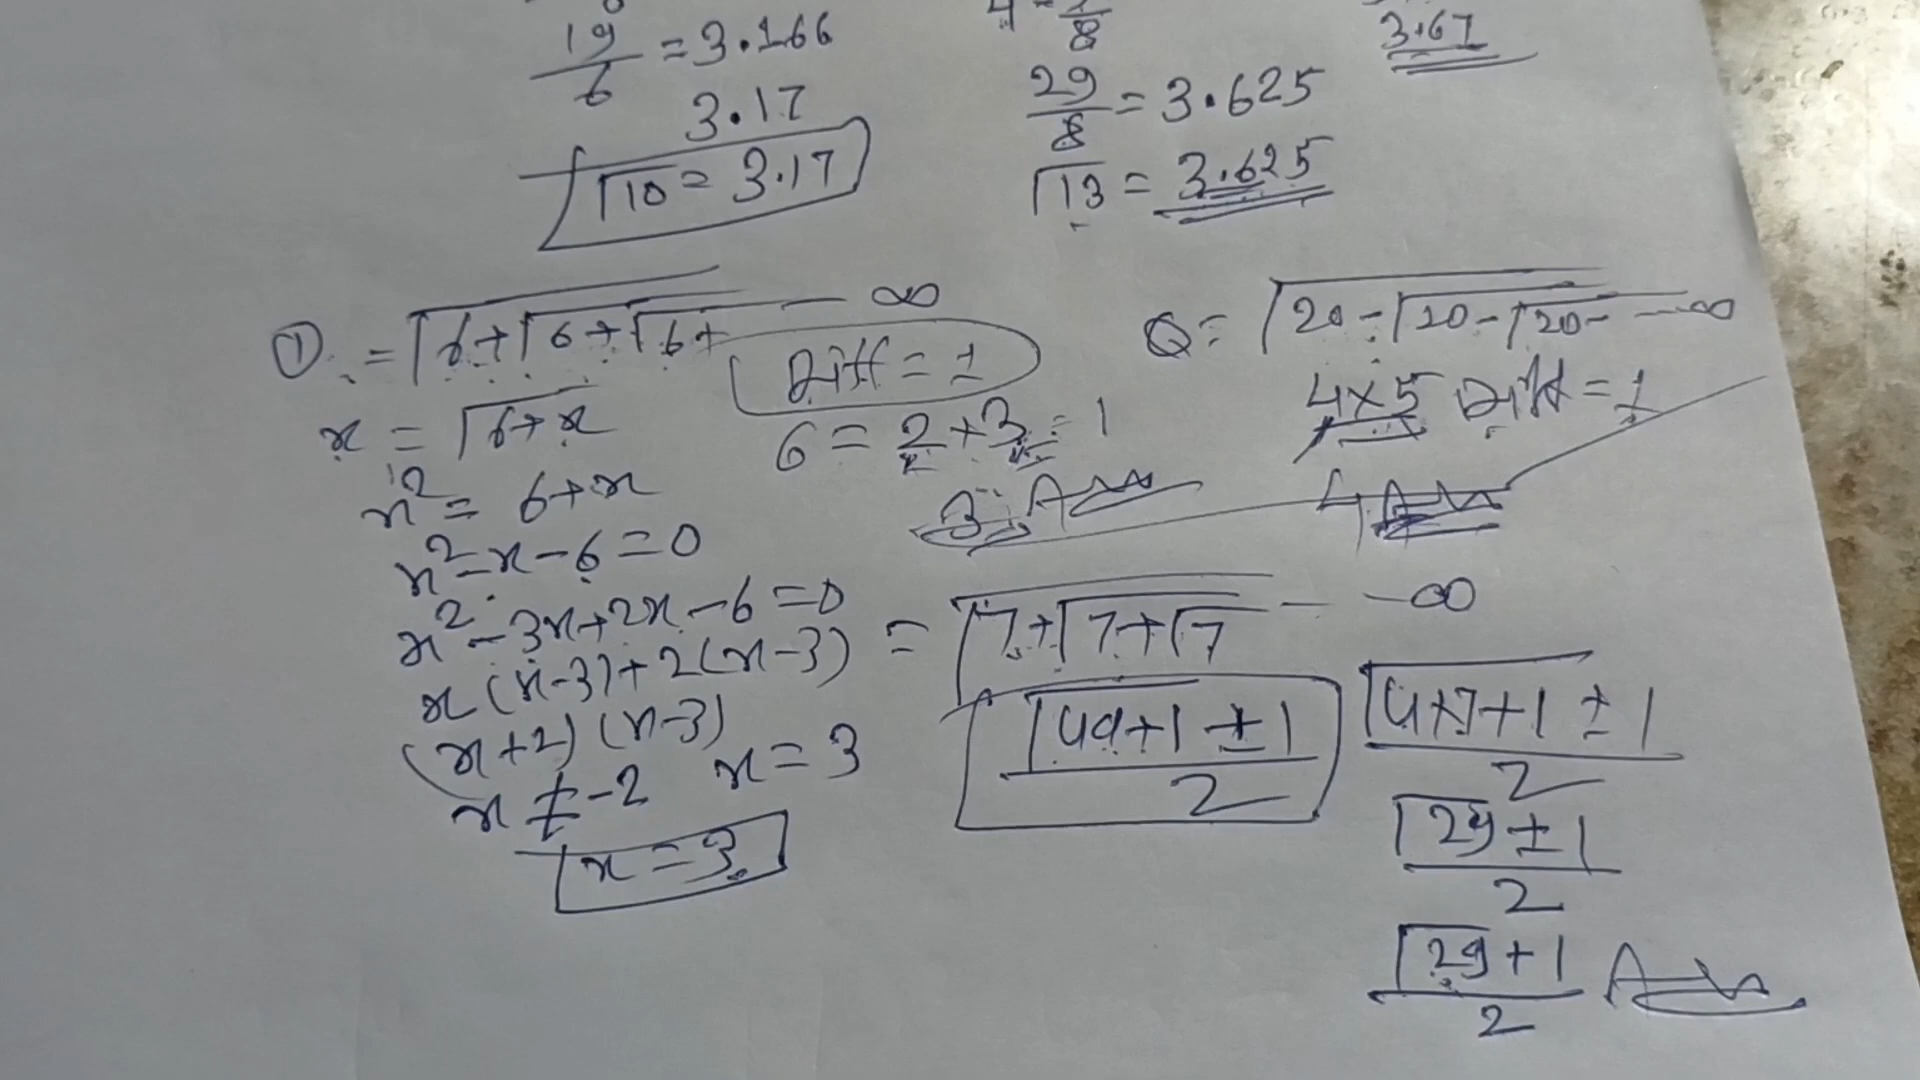 19/6 = 3.166
3.17
√10 = 3.17
29/8 = 3.625
√13 = 3.625
3.67
① = √6+√6+√6+ — ∞
Diff = 1
x = √6+x
6 = 2+3 = 1
x² = 6+x
3 Ans
x²-x-6=0
x²-3x+2x-6=0
x(x-3)+2(x-3)
(x+2)(x-3)
x ≠ -2 x = 3
x = 3
Q = √20-√20-√20- --- ∞
4×5 Diff = 1
4 Ans
= √7+√7+√7 - - -∞
√4a+1 ± 1 / 2
√4×7+1 ± 1 / 2
√29 ± 1 / 2
√29 + 1 / 2 Ans